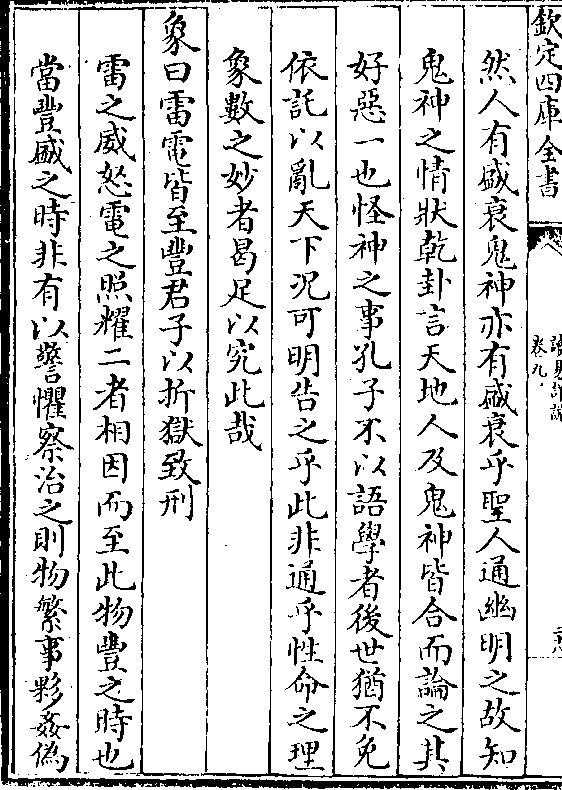 欽定四庫全書
讀易詳説
卷九
二十八
然人有盛衰鬼神亦有盛衰乎聖人通幽明之故知
鬼神之情狀乾卦言天地人及鬼神皆合而論之其
好惡一也怪神之事孔子不以語學者後世猶不免
依託以亂天下况可明告之乎此非通乎性命之理
象數之妙者曷足以究此哉
象曰雷電皆至豐君子以折獄致刑
雷之威怒電之照耀二者相因而至此物豐之時也
當豐盛之時非有以警懼察治之則物繁事夥姦偽